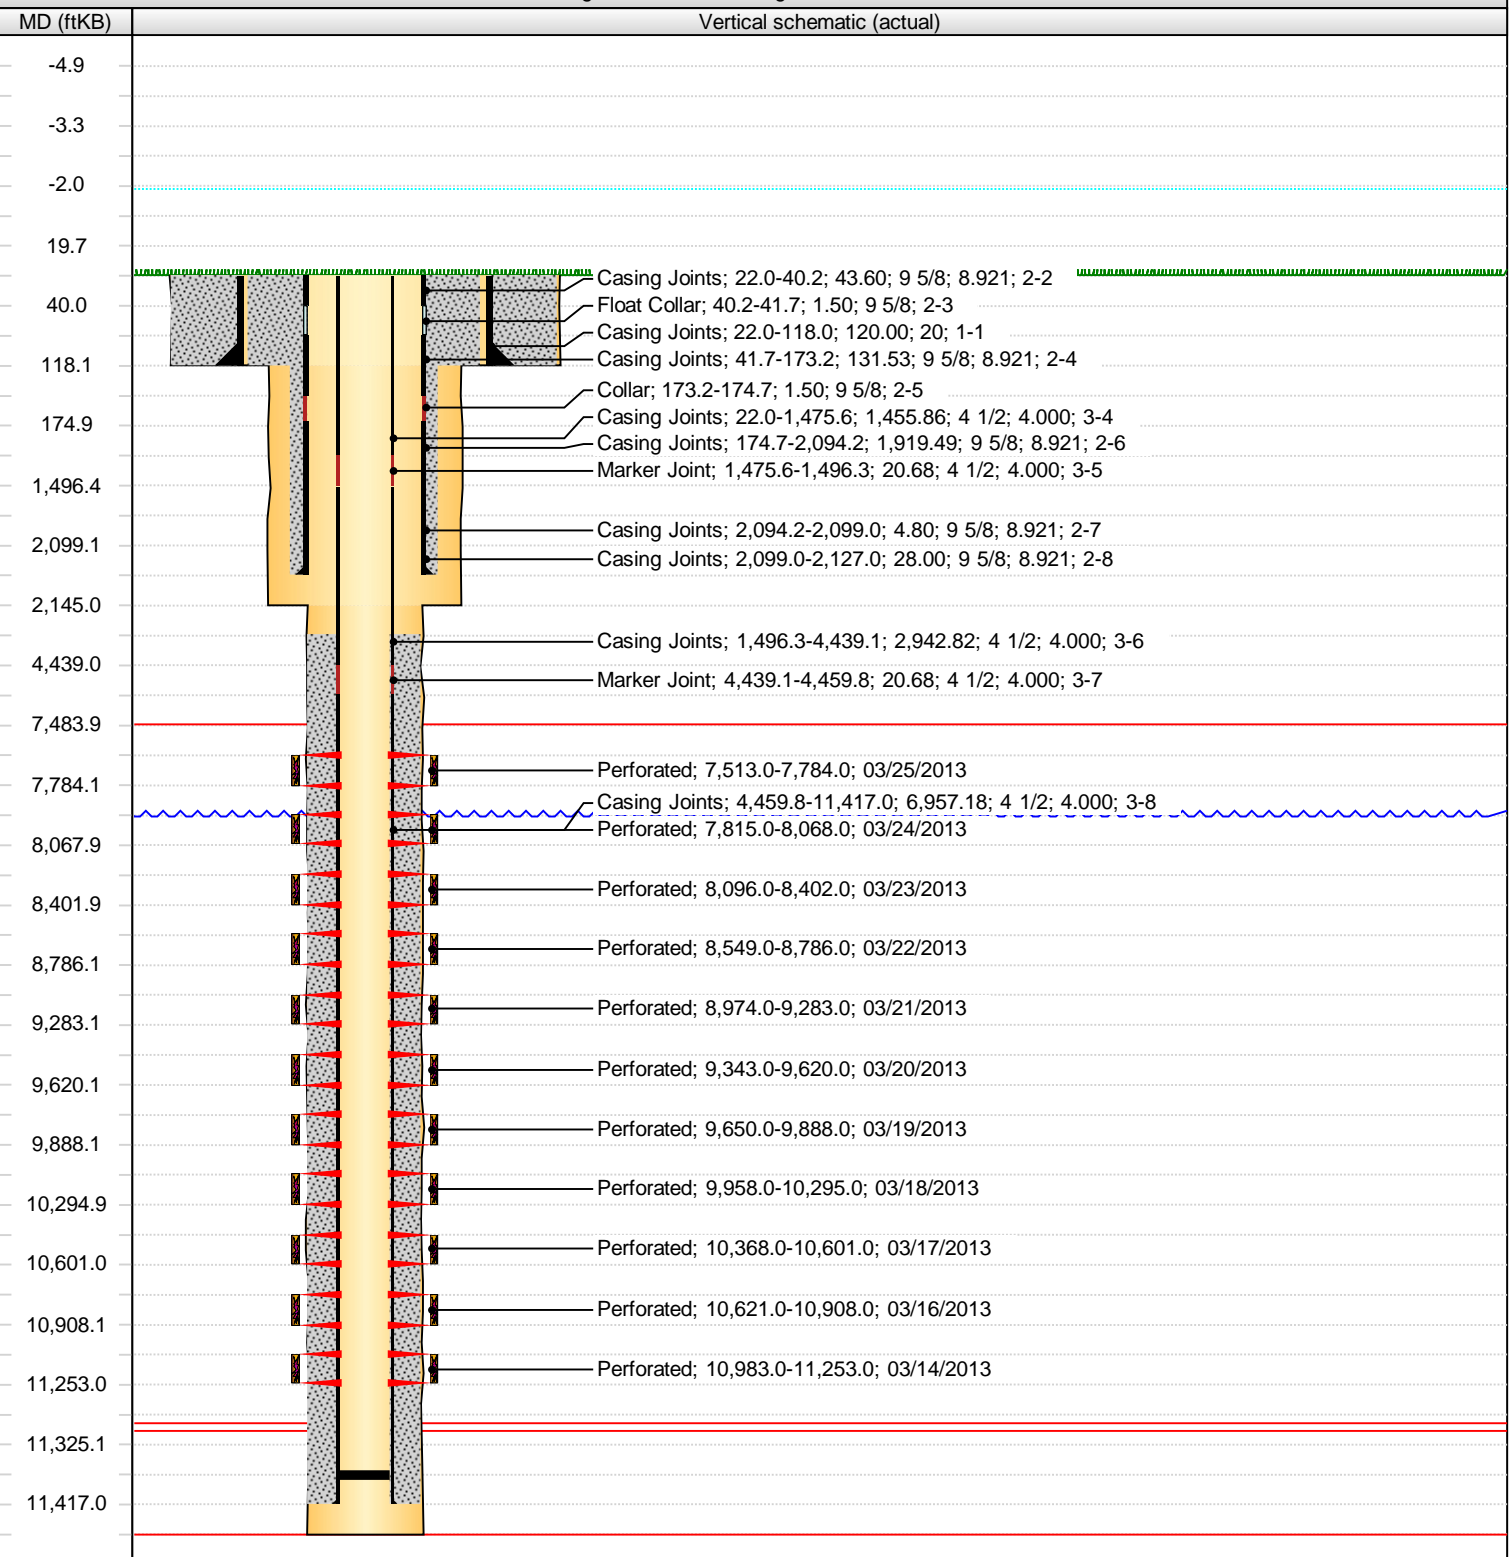 MD (ftKB)
Vertical schematic (actual)
-4.9
-3.3
-2.0
19.7
Casing Joints; 22.0-40.2; 43.60; 9 5/8; 8.921; 2-2
40.0
Float Collar; 40.2-41.7; 1.50; 9 5/8; 2-3
Casing Joints; 22.0-118.0; 120.00; 20; 1-1
118.1
Casing Joints; 41.7-173.2; 131.53; 9 5/8; 8.921; 2-4
Collar; 173.2-174.7; 1.50; 9 5/8; 2-5
174.9
Casing Joints; 22.0-1,475.6; 1,455.86; 4 1/2; 4.000; 3-4
Casing Joints; 174.7-2,094.2; 1,919.49; 9 5/8; 8.921; 2-6
Marker Joint; 1,475.6-1,496.3; 20.68; 4 1/2; 4.000; 3-5
1,496.4
Casing Joints; 2,094.2-2,099.0; 4.80; 9 5/8; 8.921; 2-7
2,099.1
Casing Joints; 2,099.0-2,127.0; 28.00; 9 5/8; 8.921; 2-8
2,145.0
Casing Joints; 1,496.3-4,439.1; 2,942.82; 4 1/2; 4.000; 3-6
4,439.0
Marker Joint; 4,439.1-4,459.8; 20.68; 4 1/2; 4.000; 3-7
7,483.9
Perforated; 7,513.0-7,784.0; 03/25/2013
7,784.1
Casing Joints; 4,459.8-11,417.0; 6,957.18; 4 1/2; 4.000; 3-8
Perforated; 7,815.0-8,068.0; 03/24/2013
8,067.9
Perforated; 8,096.0-8,402.0; 03/23/2013
8,401.9
Perforated; 8,549.0-8,786.0; 03/22/2013
8,786.1
Perforated; 8,974.0-9,283.0; 03/21/2013
9,283.1
Perforated; 9,343.0-9,620.0; 03/20/2013
9,620.1
Perforated; 9,650.0-9,888.0; 03/19/2013
9,888.1
Perforated; 9,958.0-10,295.0; 03/18/2013
10,294.9
Perforated; 10,368.0-10,601.0; 03/17/2013
10,601.0
Perforated; 10,621.0-10,908.0; 03/16/2013
10,908.1
Perforated; 10,983.0-11,253.0; 03/14/2013
11,253.0
11,325.1
11,417.0